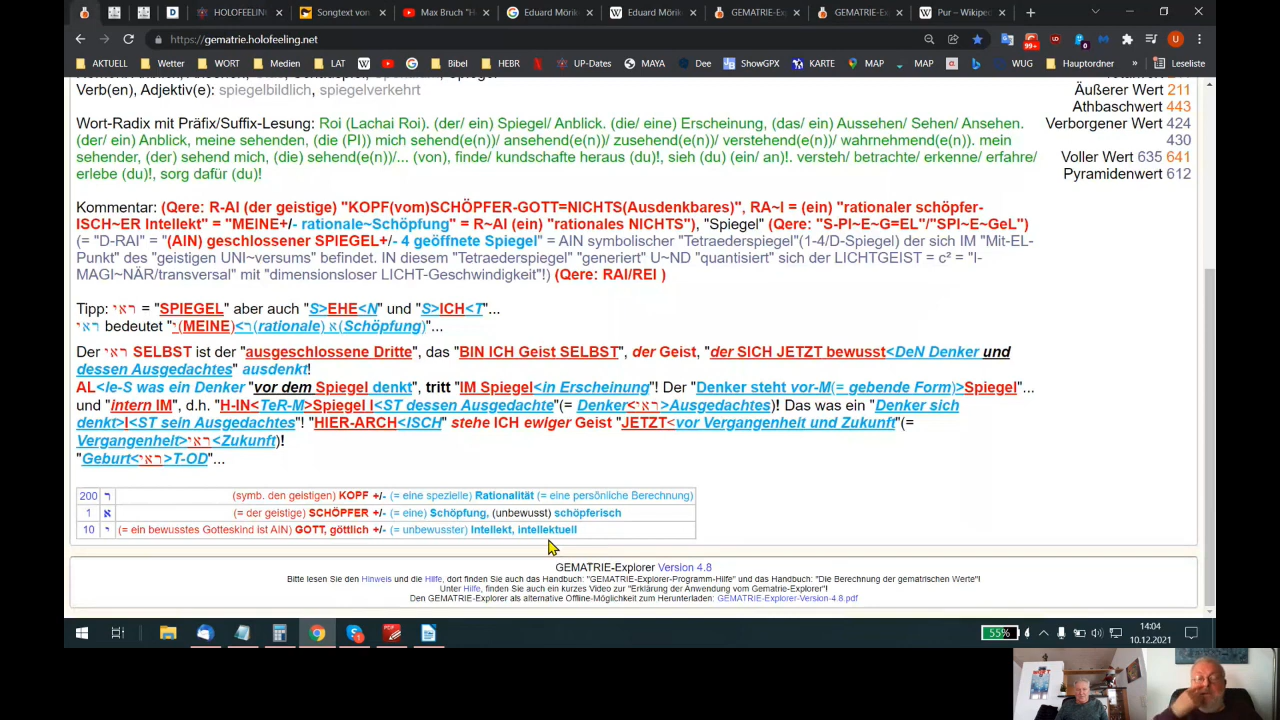 HOLOFEELIN
Songtext von
Max Bruch "H
Eduard Mörik
Eduard Mörik
GEMATRIE-Ex
GEMATRIE-Ex
Pur – Wikiped
https://gematrie.holofeeling.net
99+
0
U
AKTUELL
Wetter
WORT
Medien
LAT
Bibel
HEBR
UP-Dates
MAYA
Dee
ShowGPX
KARTE
MAP
MAP
WUG
Hauptordner
»
Leseliste
Verb(en), Adjektiv(e): spiegelbildlich, spiegelverkehrt
Äußerer Wert 211
Athbaschwert 443
Verborgener Wert 424
430
Voller Wert 635 641
Pyramidenwert 612
Wort-Radix mit Präfix/Suffix-Lesung: Roi (Lachai Roi). (der/ ein) Spiegel/ Anblick. (die/ eine) Erscheinung, (das/ ein) Aussehen/ Sehen/ Ansehen.
(der/ ein) Anblick, meine sehenden, (die (Pl)) mich sehend(e(n))/ ansehend(e(n))/ zusehend(e(n))/ verstehend(e(n))/ wahrnehmend(e(n)). mein
sehender, (der) sehend mich, (die) sehend(e(n))/... (von), finde/ kundschafte heraus (du)!, sieh (du) (ein/ an)!. versteh/ betrachte/ erkenne/ erfahre/
erlebe (du)!, sorg dafür (du)!
Kommentar: (Qere: R-AI (der geistige) "KOPF(vom)SCHÖPFER-GOTT=NICHTS(Ausdenkbares)", RA~I = (ein) "rationaler schöpfer-
ISCH~ER Intellekt" = "MEINE+/- rationale~Schöpfung" = R~AI (ein) "rationales NICHTS"), "Spiegel" (Qere: "S-PI~E~G=EL"/"SPI~E~GeL")
(= "D-RAI" = "(AIN) geschlossener SPIEGEL+/- 4 geöffnete Spiegel" = AIN symbolischer "Tetraederspiegel"(1-4/D-Spiegel) der sich IM "Mit-EL-
Punkt" des "geistigen UNI~versums" befindet. IN diesem "Tetraederspiegel" "generiert" U~ND "quantisiert" sich der LICHTGEIST = c² = "I-
MAGI~NÄR/transversal" mit "dimensionsloser LICHT-Geschwindigkeit"!) (Qere: RAI/REI )
Tipp: ראי = "SPIEGEL" aber auch "S>EHE<N" und "S>ICH<T"...
ראי bedeutet "י(MEINE)<ר(rationale) א(Schöpfung)"...
Der ראי SELBST ist der "ausgeschlossene Dritte", das "BIN ICH Geist SELBST", der Geist, "der SICH JETZT bewusst<DeN Denker und
dessen Ausgedachtes" ausdenkt!
AL<le-S was ein Denker "vor dem Spiegel denkt", tritt "IM Spiegel<in Erscheinung"! Der "Denker steht vor-M(= gebende Form)>Spiegel"...
und "intern IM", d.h. "H-IN<TeR-M>Spiegel I<ST dessen Ausgedachte"(= Denker<ראי>Ausgedachtes)! Das was ein "Denker sich
denkt>I<ST sein Ausgedachtes"! "HIER-ARCH<ISCH" stehe ICH ewIger Geist "JETZT<vor Vergangenheit und Zukunft"(=
Vergangenheit>ראי<Zukunft)!
"Geburt<ראי>T-OD"...
200 ר (symb. den geistigen) KOPF +/- (= eine spezielle) Rationalität (= eine persönliche Berechnung)
1 א (= der geistige) SCHÖPFER +/- (= eine) Schöpfung, (unbewusst) schöpferisch
10 י (= ein bewusstes Gotteskind ist AIN) GOTT, göttlich +/- (= unbewusster) Intellekt, intellektuell
GEMATRIE-Explorer Version 4.8
Bitte lesen Sie den Hinweis und die Hilfe, dort finden Sie auch das Handbuch: "GEMATRIE-Explorer-Programm-Hilfe" und das Handbuch: "Die Berechnung der gematrischen Werte"!
Unter Hilfe, finden Sie auch ein kurzes Video zur "Erklärung der Anwendung vom Gematrie-Explorer"!
Den GEMATRIE-Explorer als alternative Offline-Möglichkeit zum Herunterladen: GEMATRIE-Explorer-Version-4.8.pdf
55%
14:04
10.12.2021